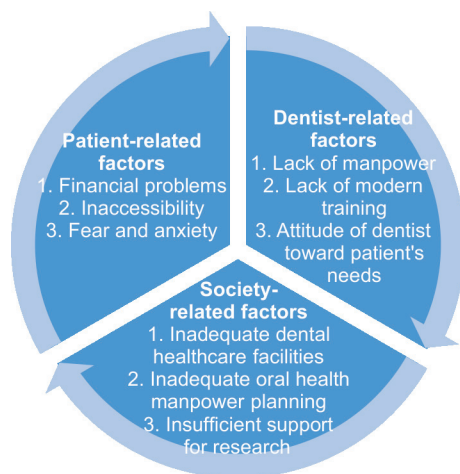 Patient-related
factors
1. Financial problems
2. Inaccessibility
3. Fear and anxiety
Dentist-related
factors
1. Lack of manpower
2. Lack of modern
training
3. Attitude of dentist
toward patient's
needs
Society-
related factors
1. Inadequate dental
healthcare facilities
2. Inadequate oral health
manpower planning
3. Insufficient support
for research